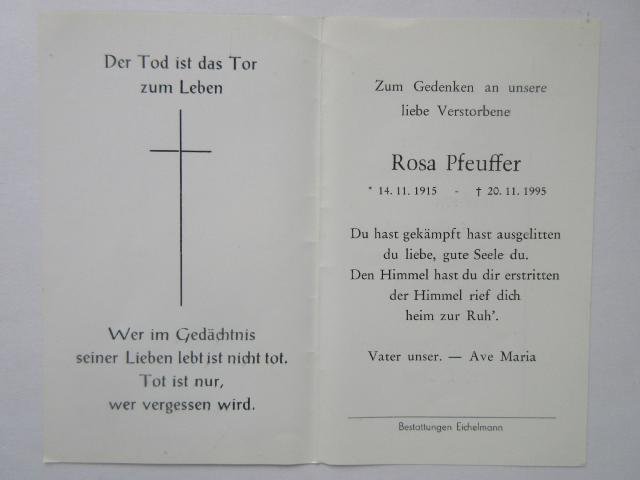 Der Tod ist das Tor
zum Leben
Wer im Gedächtnis
seiner Lieben lebt ist nicht tot.
Tot ist nur,
wer vergessen wird.
Zum Gedenken an unsere
liebe Verstorbene
Rosa Pfeuffer
* 14. 11. 1915 - † 20. 11. 1995
Du hast gekämpft hast ausgelitten
du liebe, gute Seele du.
Den Himmel hast du dir erstritten
der Himmel rief dich
heim zur Ruh'.
Vater unser. — Ave Maria
Bestattungen Eichelmann